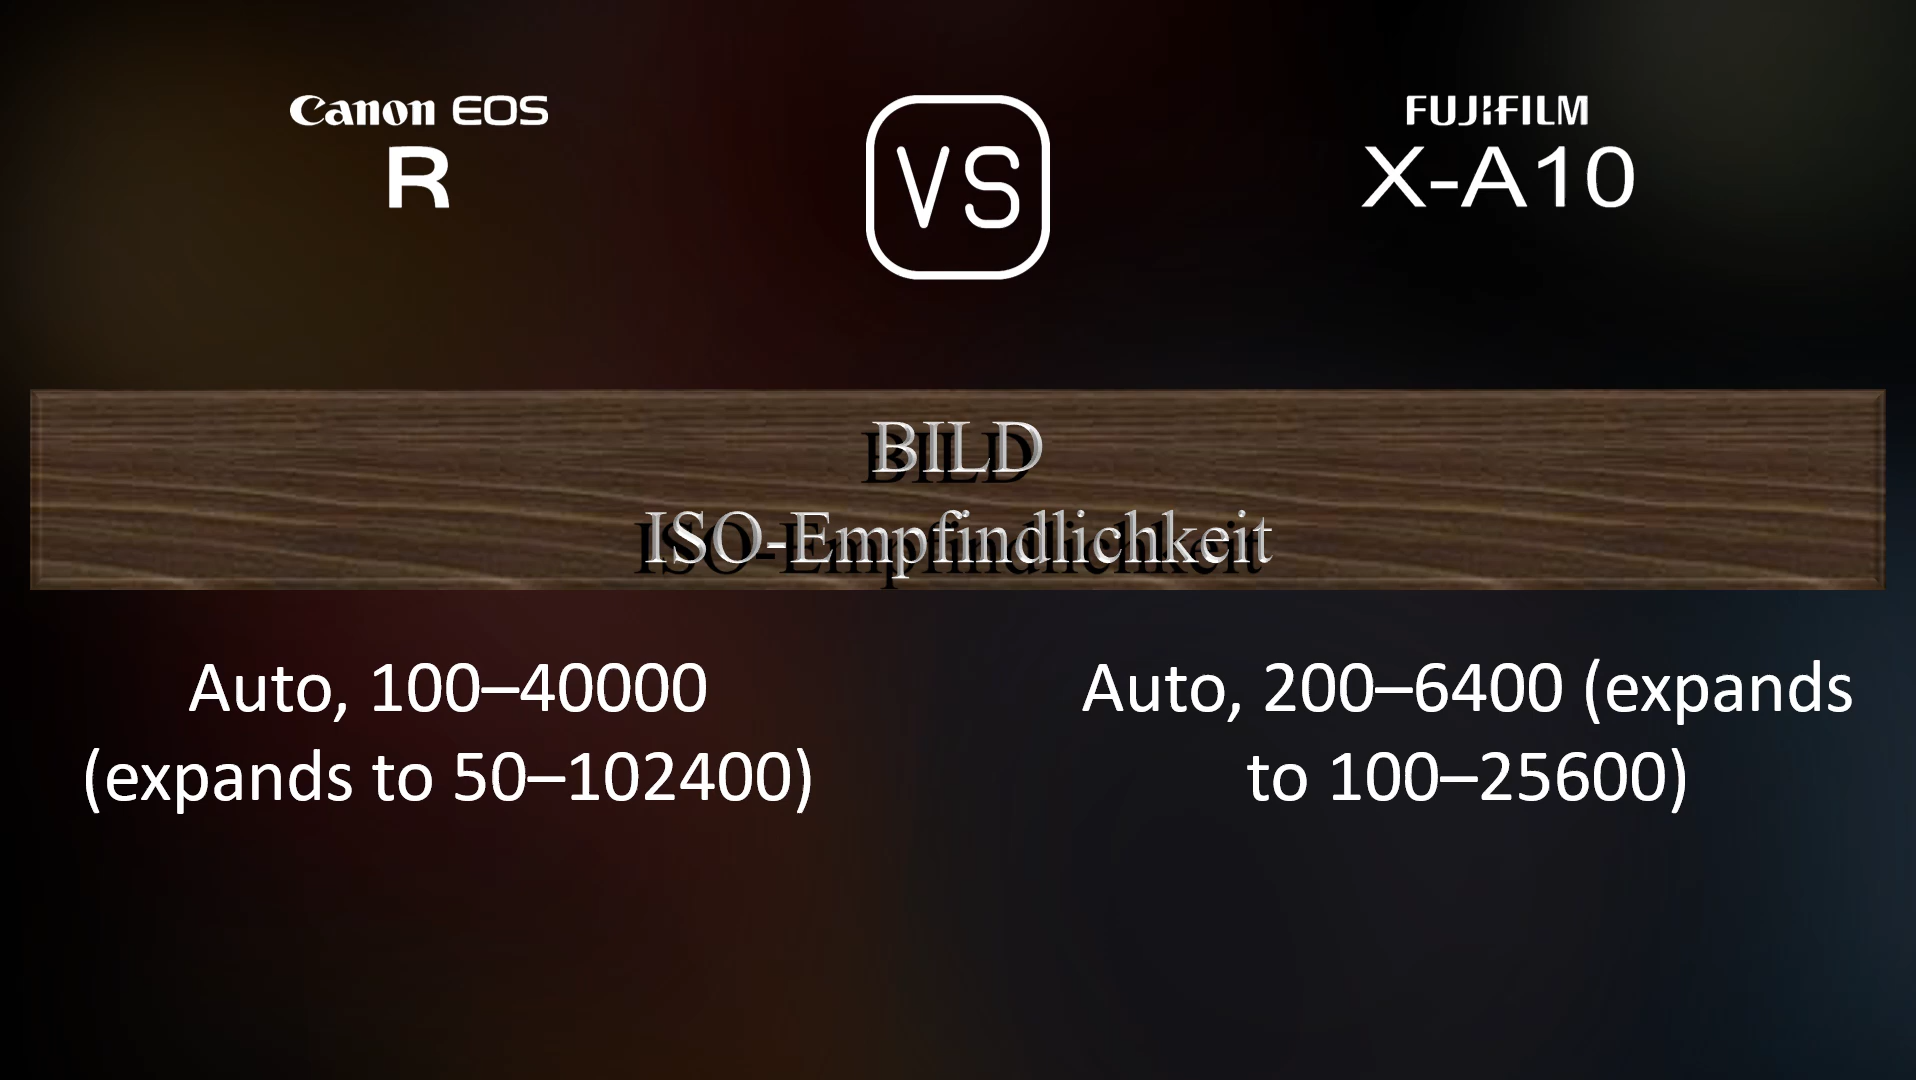 Canon EOS
R
VS
FUJIFILM
X-A10
BILD
ISO-Empfindlichkeit
Auto, 100–40000
(expands to 50–102400)
Auto, 200–6400 (expands
to 100–25600)